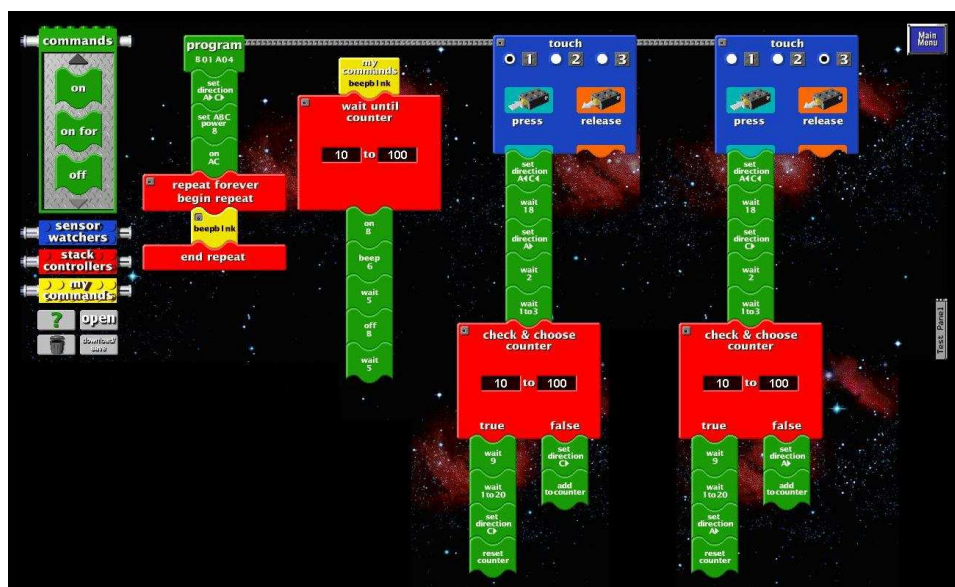 commands
on
on for
off
sensor
watchers
stack
controllers
my
commands
?
open
download/
save
program
B01A04
set
direction
A▶ C▶
set ABC
power
8
on
AC
repeat forever
begin repeat
beepblnk
end repeat
my
commands
beepblnk
wait until
counter
10 to 100
on
B
beep
6
wait
5
off
B
wait
5
touch
1 2 3
press release
set
direction
A◀C◀
wait
18
set
direction
A▶
wait
2
wait
1 to 3
check & choose
counter
10 to 100
true false
wait
9
wait
1 to 20
set
direction
C▶
reset
counter
set
direction
C▶
add
to counter
touch
1 2 3
press release
set
direction
A◀C◀
wait
18
set
direction
C▶
wait
2
wait
1 to 3
check & choose
counter
10 to 100
true false
wait
9
wait
1 to 20
set
direction
A▶
reset
counter
set
direction
A▶
add
to counter
Main
Menu
Test Panel